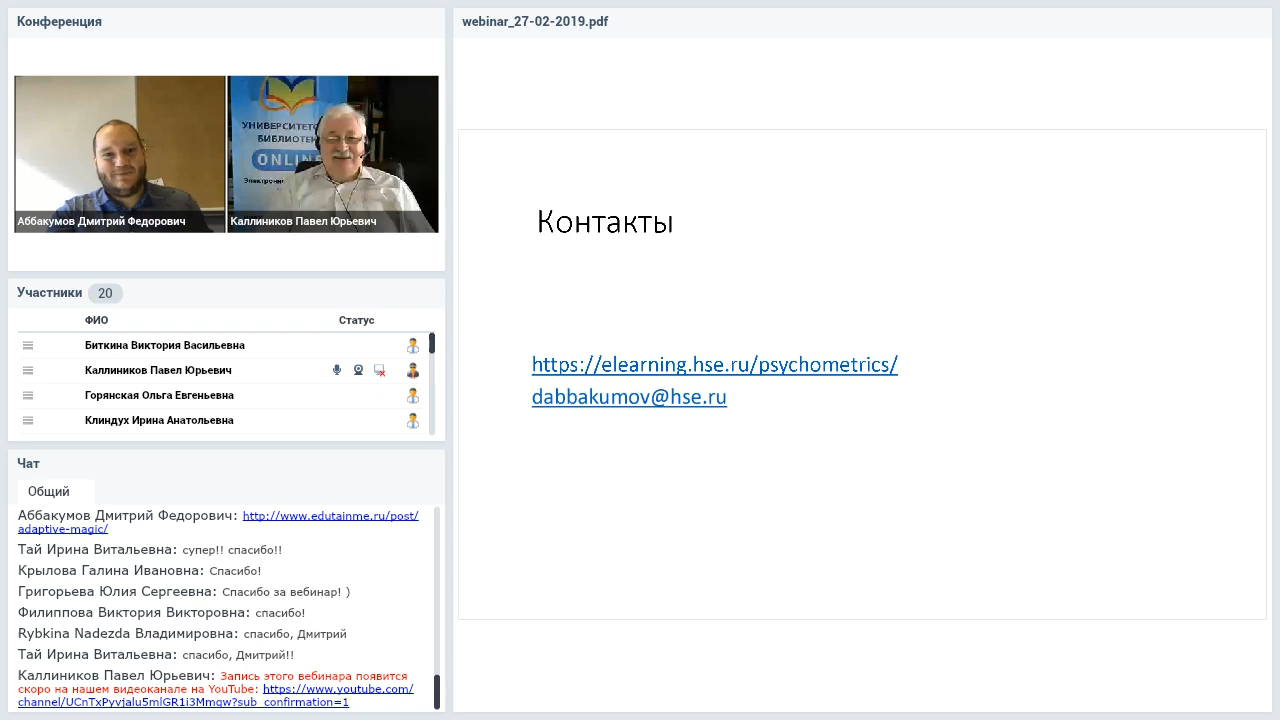 Конференция
УНИВЕРСИТЕТС
БИБЛИОТЕК
ONLINE
Электронно
Аббакумов Дмитрий Федорович
Каллиников Павел Юрьевич
Участники 20
ФИО Статус
Биткина Виктория Васильевна
Каллиников Павел Юрьевич
Горянская Ольга Евгеньевна
Клиндух Ирина Анатольевна
Чат
Общий
Аббакумов Дмитрий Федорович: http://www.edutainme.ru/post/
adaptive-magic/
Тай Ирина Витальевна: супер!! спасибо!!
Крылова Галина Ивановна: Спасибо!
Григорьева Юлия Сергеевна: Спасибо за вебинар! )
Филиппова Виктория Викторовна: спасибо!
Rybkina Nadezda Владимировна: спасибо, Дмитрий
Тай Ирина Витальевна: спасибо, Дмитрий!!
Каллиников Павел Юрьевич: Запись этого вебинара появится
скоро на нашем видеоканале на YouTube: https://www.youtube.com/
channel/UCnTxPyvjalu5mlGR1i3Mmqw?sub_confirmation=1
webinar_27-02-2019.pdf
Контакты
https://elearning.hse.ru/psychometrics/
dabbakumov@hse.ru